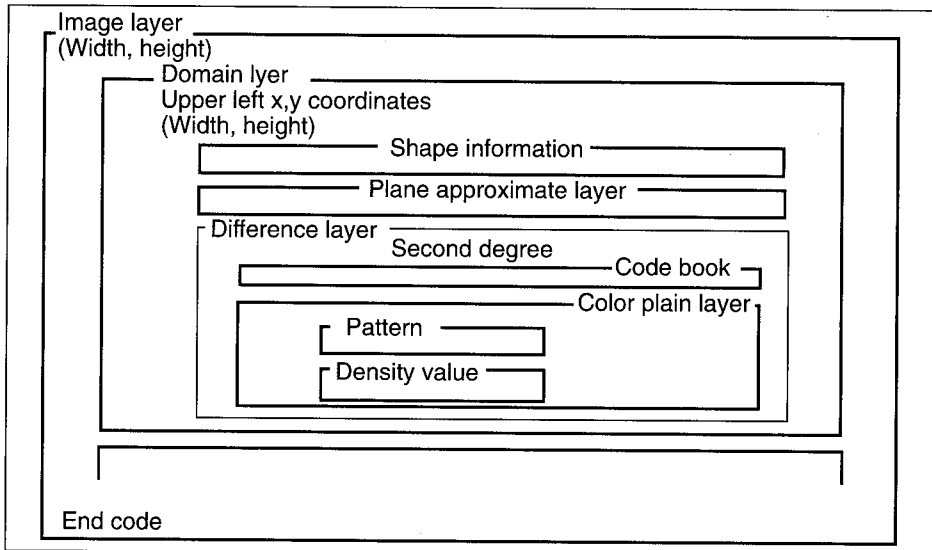 Image layer
(Width, height)
Domain lyer
Upper left x,y coordinates
(Width, height)
Shape information
Plane approximate layer
Difference layer
Second degree
Code book
Color plain layer
Pattern
Density value
End code